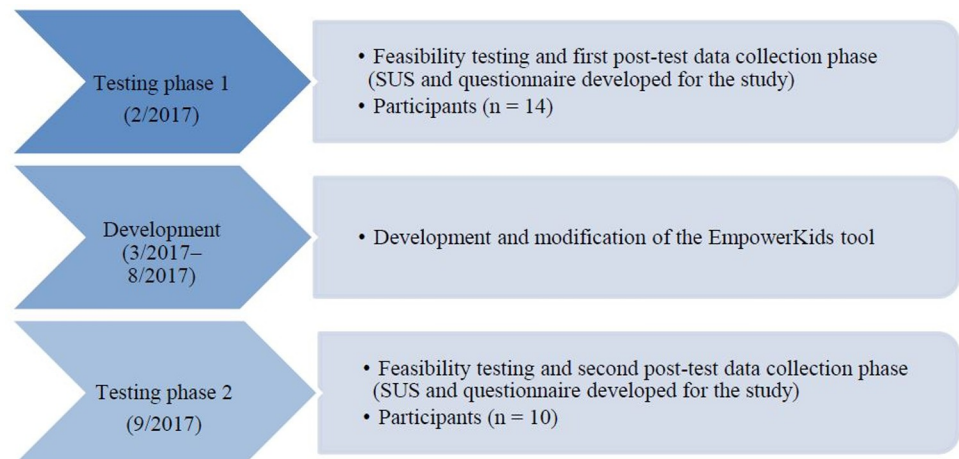 Testing phase 1
(2/2017)
• Feasibility testing and first post-test data collection phase
(SUS and questionnaire developed for the study)
• Participants (n = 14)
Development
(3/2017–
8/2017)
• Development and modification of the EmpowerKids tool
Testing phase 2
(9/2017)
• Feasibility testing and second post-test data collection phase
(SUS and questionnaire developed for the study)
• Participants (n = 10)